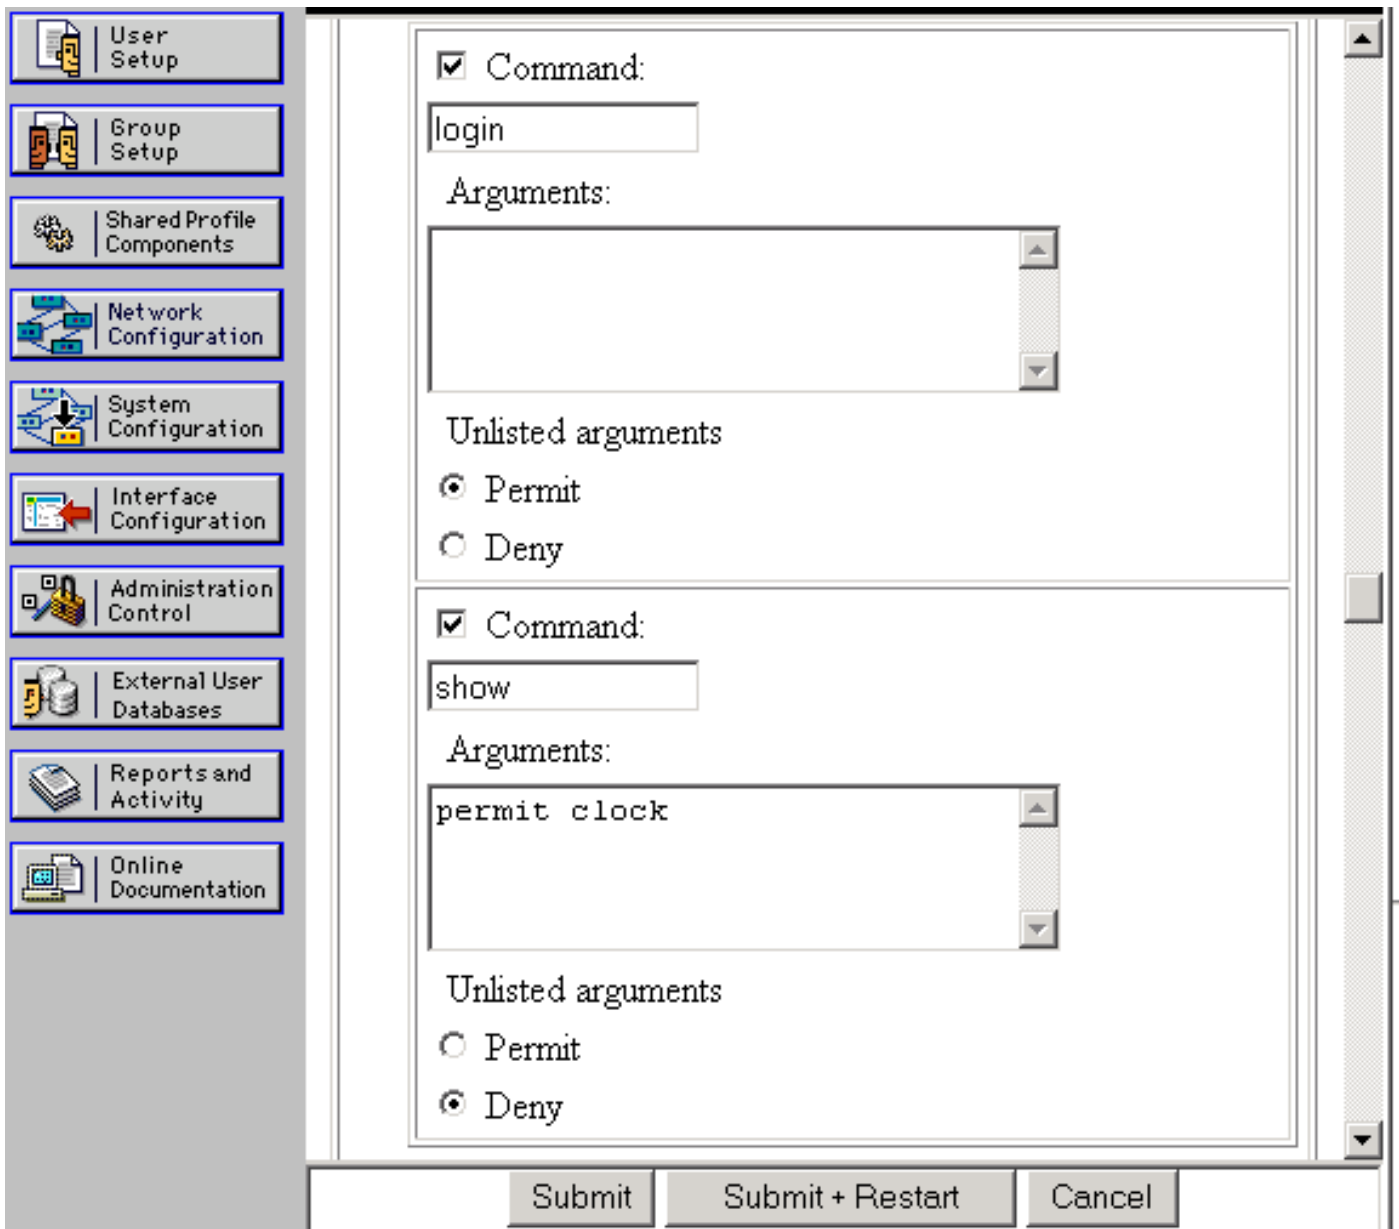 User
Setup
Group
Setup
Shared Profile
Components
Network
Configuration
System
Configuration
Interface
Configuration
Administration
Control
External User
Databases
Reports and
Activity
Online
Documentation
Command:
login
Arguments:
Unlisted arguments
Permit
Deny
Command:
show
Arguments:
permit clock
Unlisted arguments
Permit
Deny
Submit
Submit + Restart
Cancel